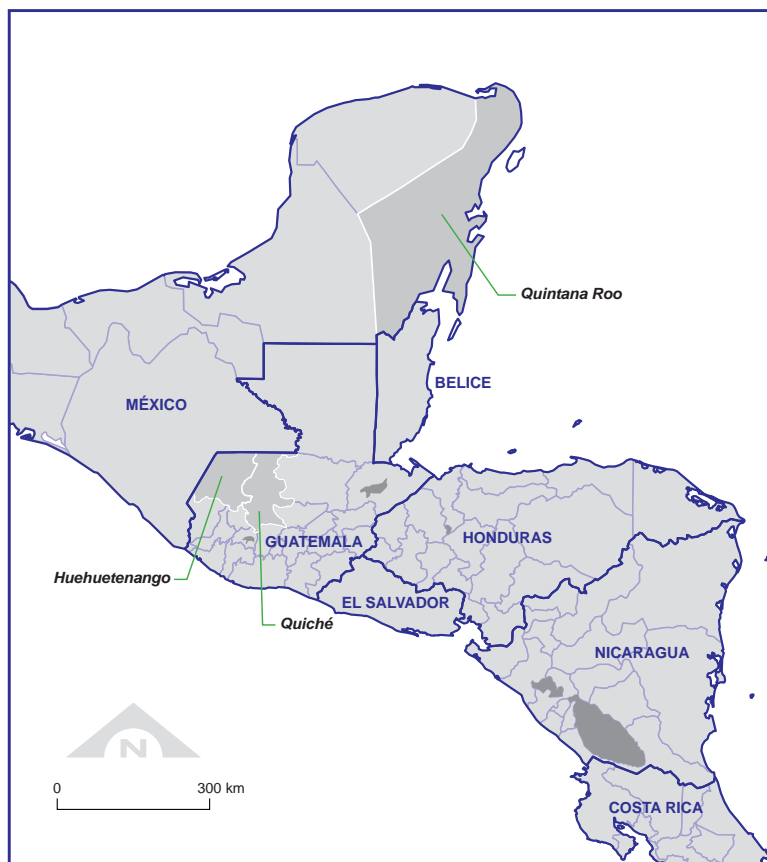 Quintana Roo
BELICE
MÉXICO
GUATEMALA
HONDURAS
Huehuetenango
EL SALVADOR
Quiché
NICARAGUA
N
0 300 km
COSTA RICA